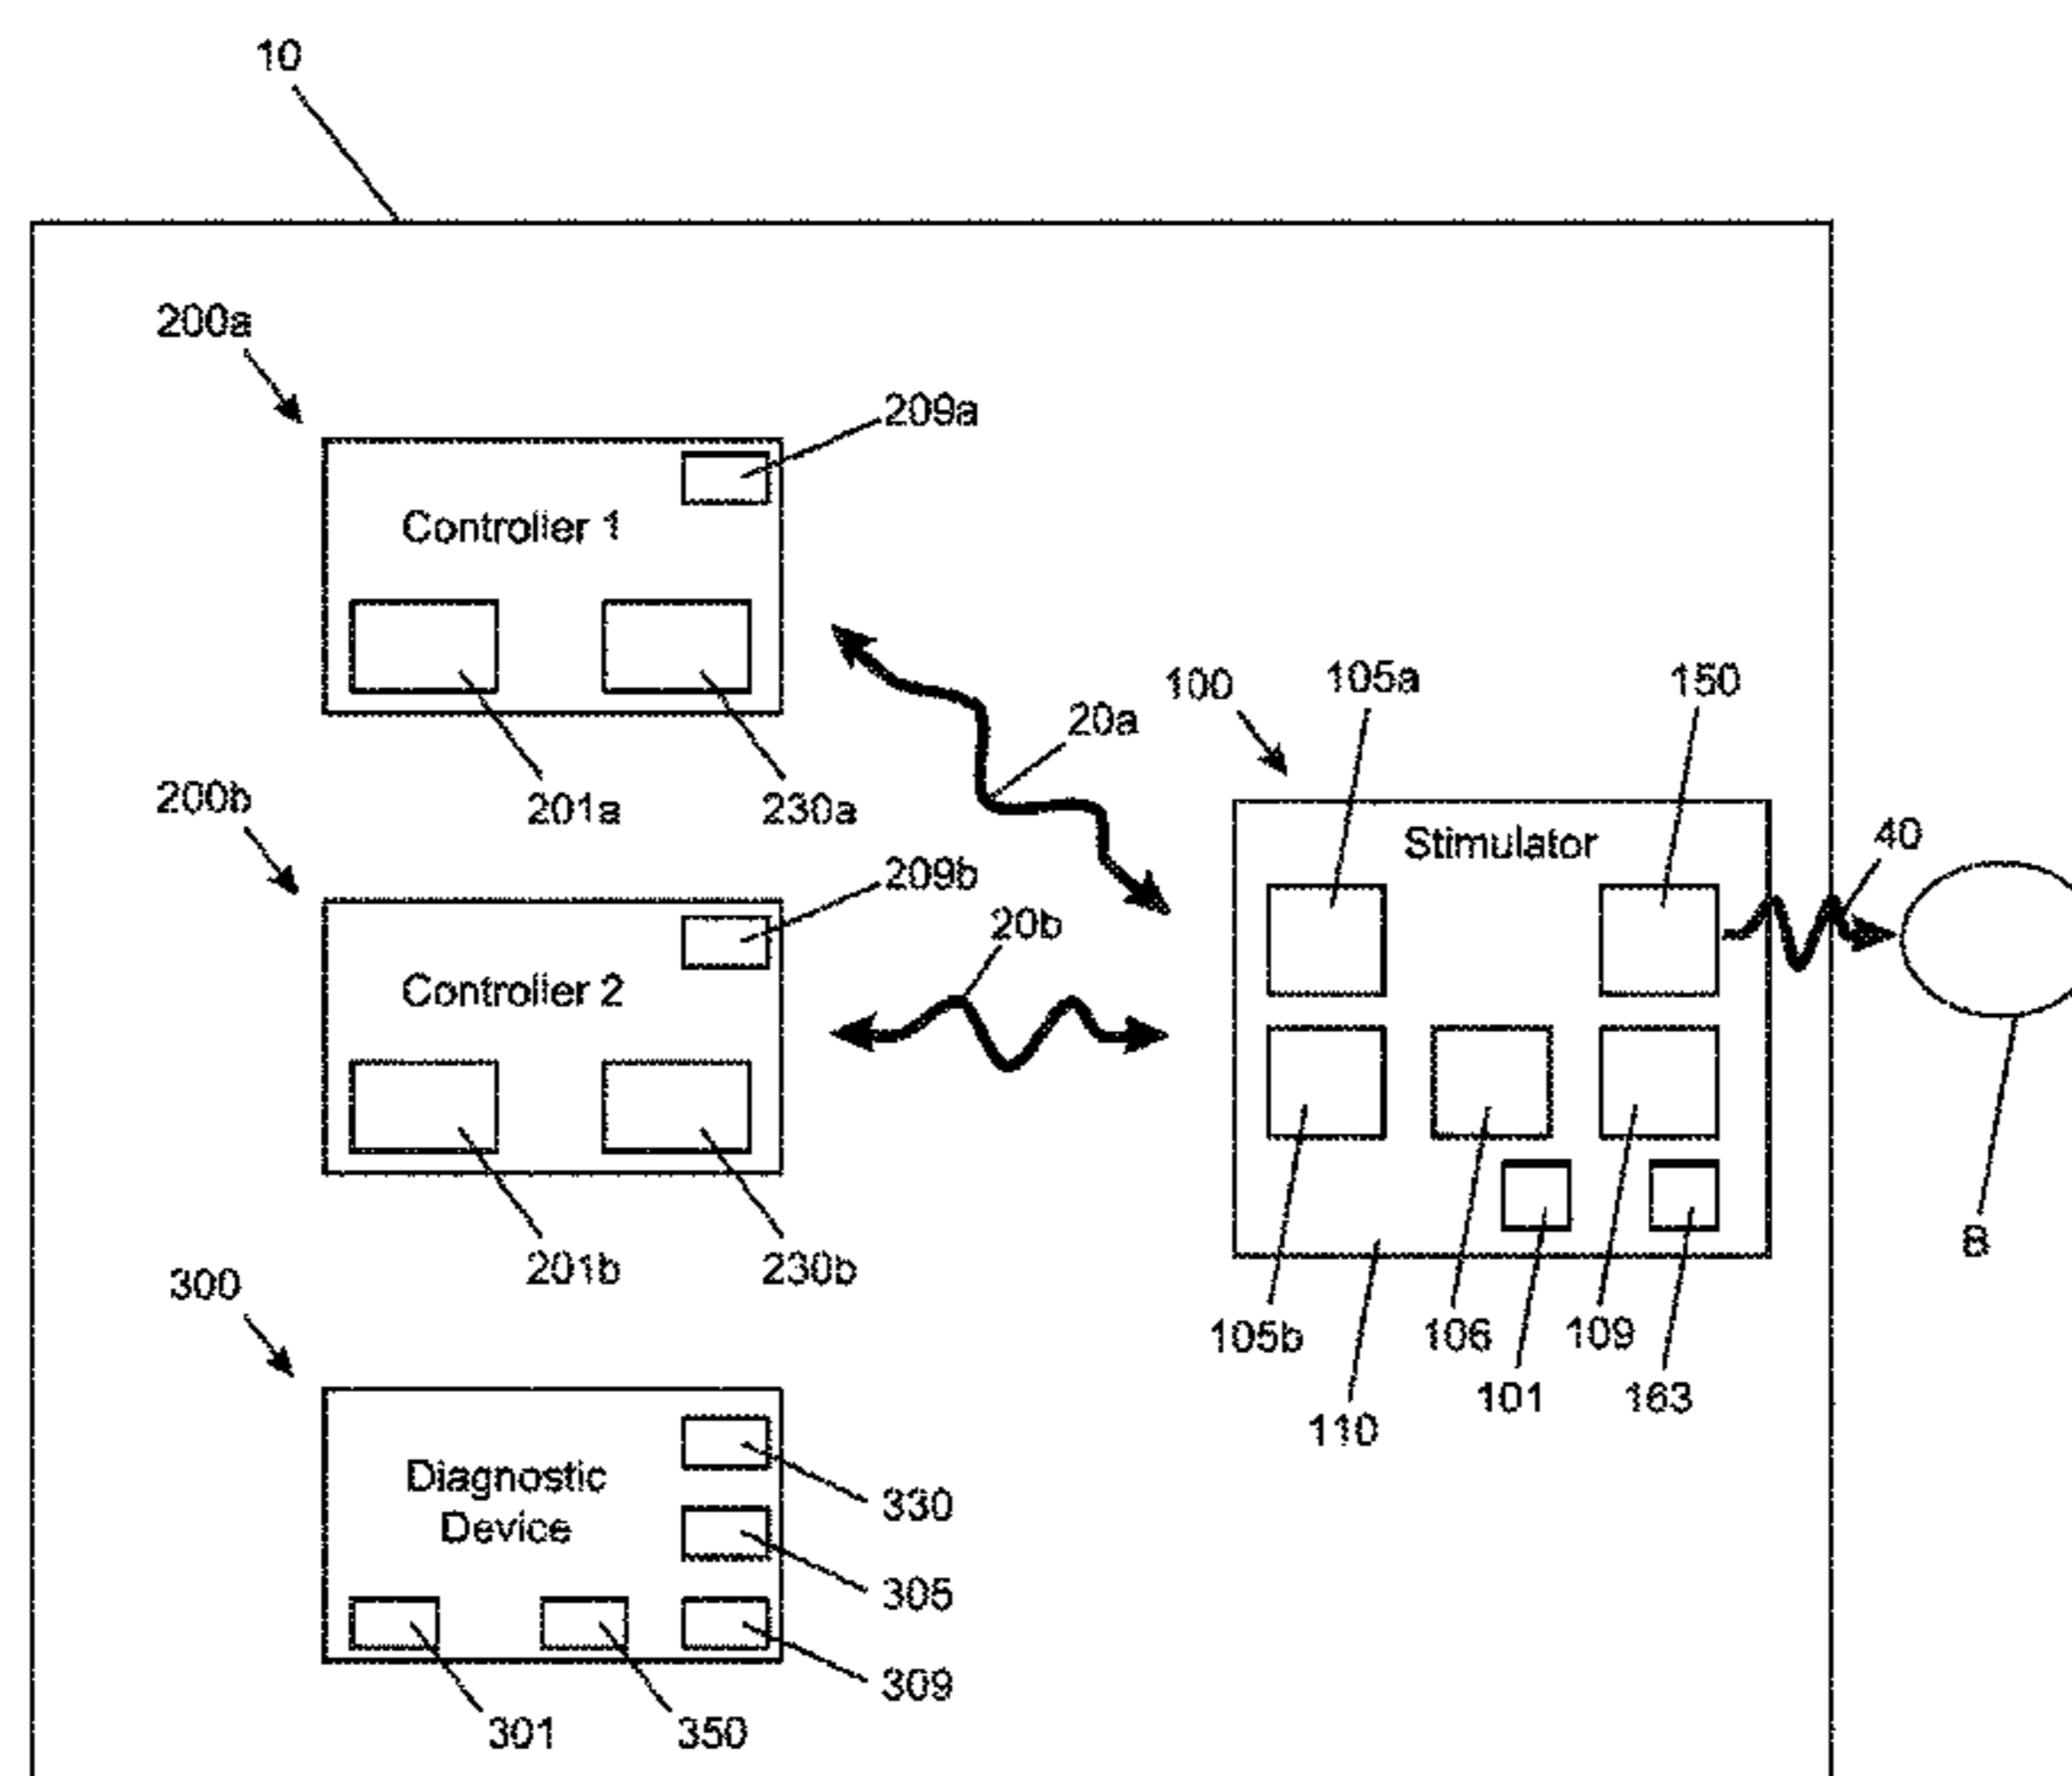 10
200a
209a
Controller 1
201a
230a
20a
100
105a
150
200b
209b
Controller 2
20b
Stimulator
40
201b
230b
105b
106
109
B
101
163
110
300
Diagnostic
Device
330
305
309
301
350